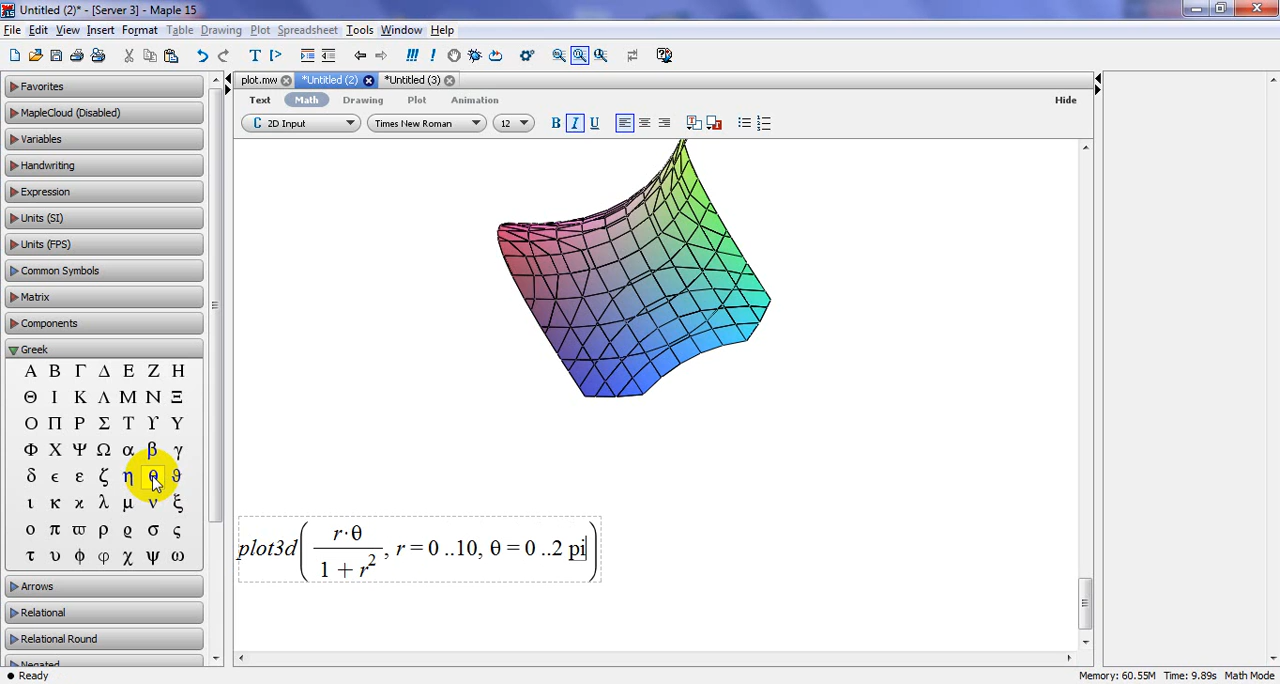 Untitled (2)* - [Server 3] - Maple 15
File Edit View Insert Format Table Drawing Plot Spreadsheet Tools Window Help
Favorites
MapleCloud (Disabled)
Variables
Handwriting
Expression
Units (SI)
Units (FPS)
Common Symbols
Matrix
Components
Greek
Α Β Γ Δ Ε Ζ Η
Θ Ι Κ Λ Μ Ν Ξ
Ο Π Ρ Σ Τ ϒ Υ
Φ Χ Ψ Ω α β γ
δ ϵ ε ζ η θ ϑ
ι κ ϰ λ μ ν ξ
ο π ϖ ρ ϱ σ ς
τ υ ϕ φ χ ψ ω
Arrows
Relational
Relational Round
Negated
plot.mw *Untitled (2) *Untitled (3)
Text Math Drawing Plot Animation Hide
C 2D Input Times New Roman 12 B I U
plot3d( r·θ / 1 + r², r = 0 ..10, θ = 0 ..2 pi )
Ready Memory: 60.55M Time: 9.89s Math Mode